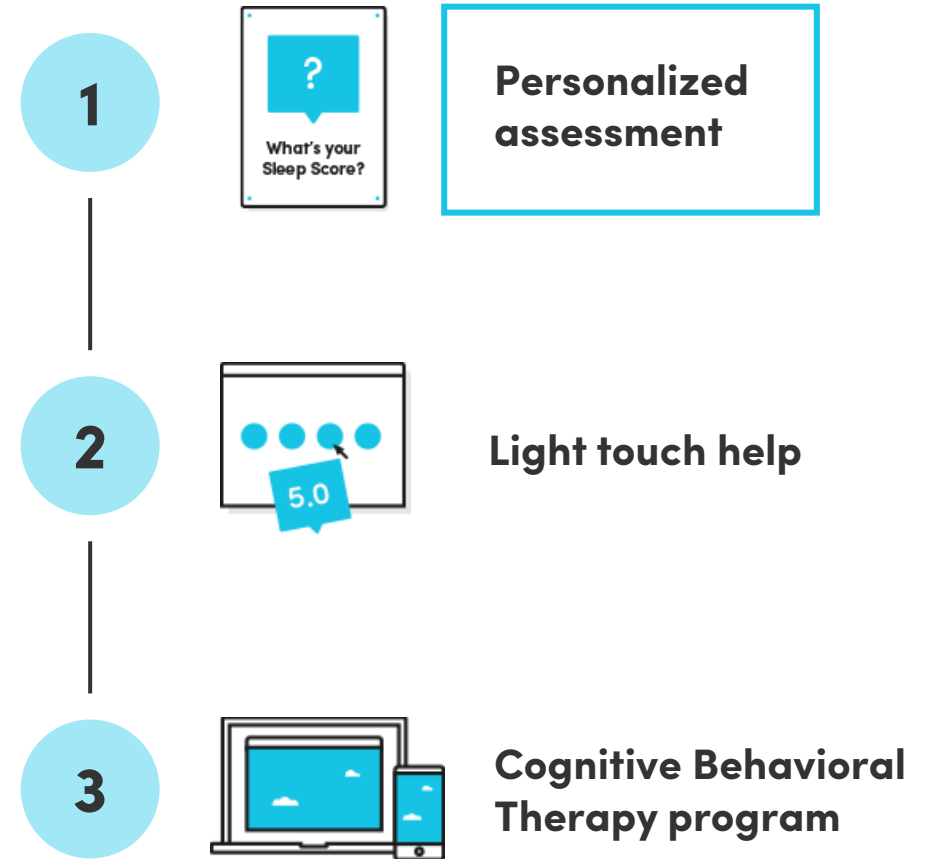 1
?
What's your
Sleep Score?
Personalized
assessment
2
5.0
Light touch help
3
Cognitive Behavioral
Therapy program